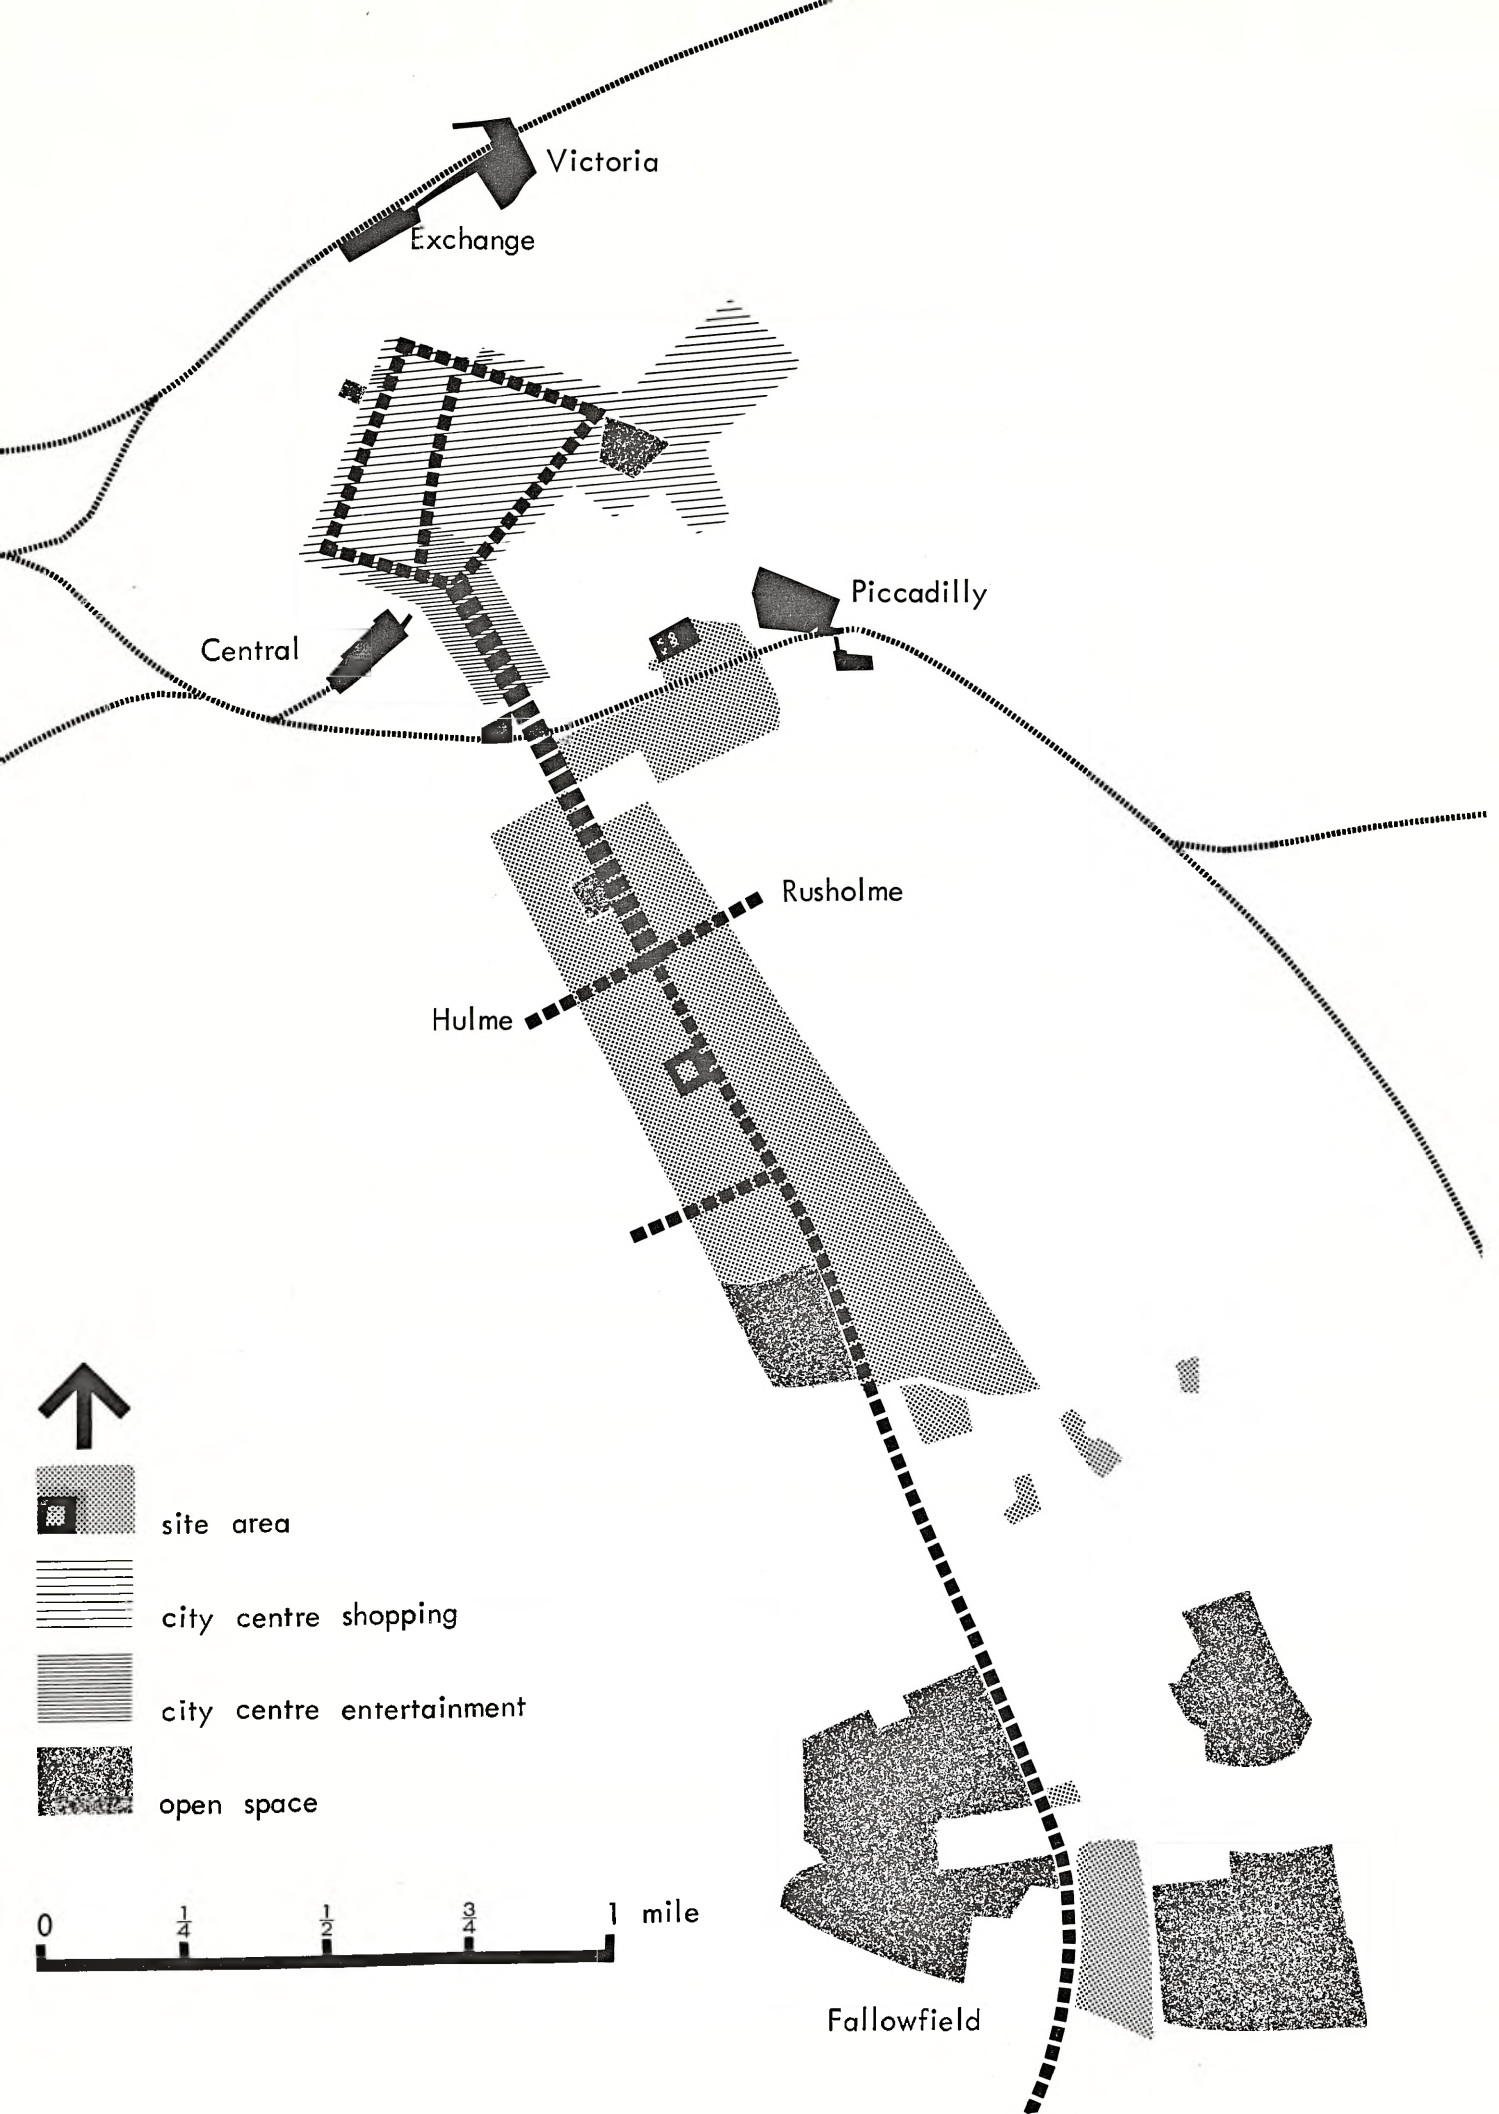 Victoria
Exchange
Piccadilly
Central
Rusholme
Hulme
site area
city centre shopping
city centre entertainment
open space
0 1/4 1/2 3/4 1 mile
Fallowfield